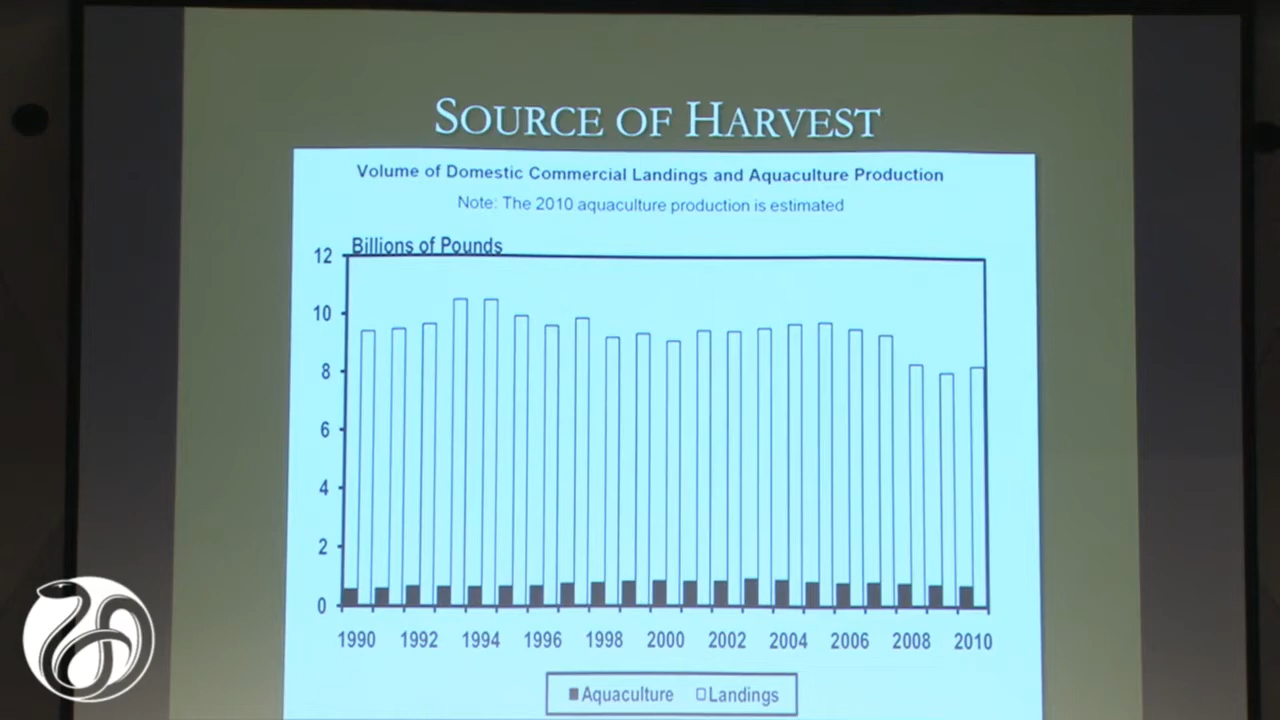 SOURCE OF HARVEST
Volume of Domestic Commercial Landings and Aquaculture Production
Note: The 2010 aquaculture production is estimated
Billions of Pounds
12
10
8
6
4
2
0
1990 1992 1994 1996 1998 2000 2002 2004 2006 2008 2010
Aquaculture Landings